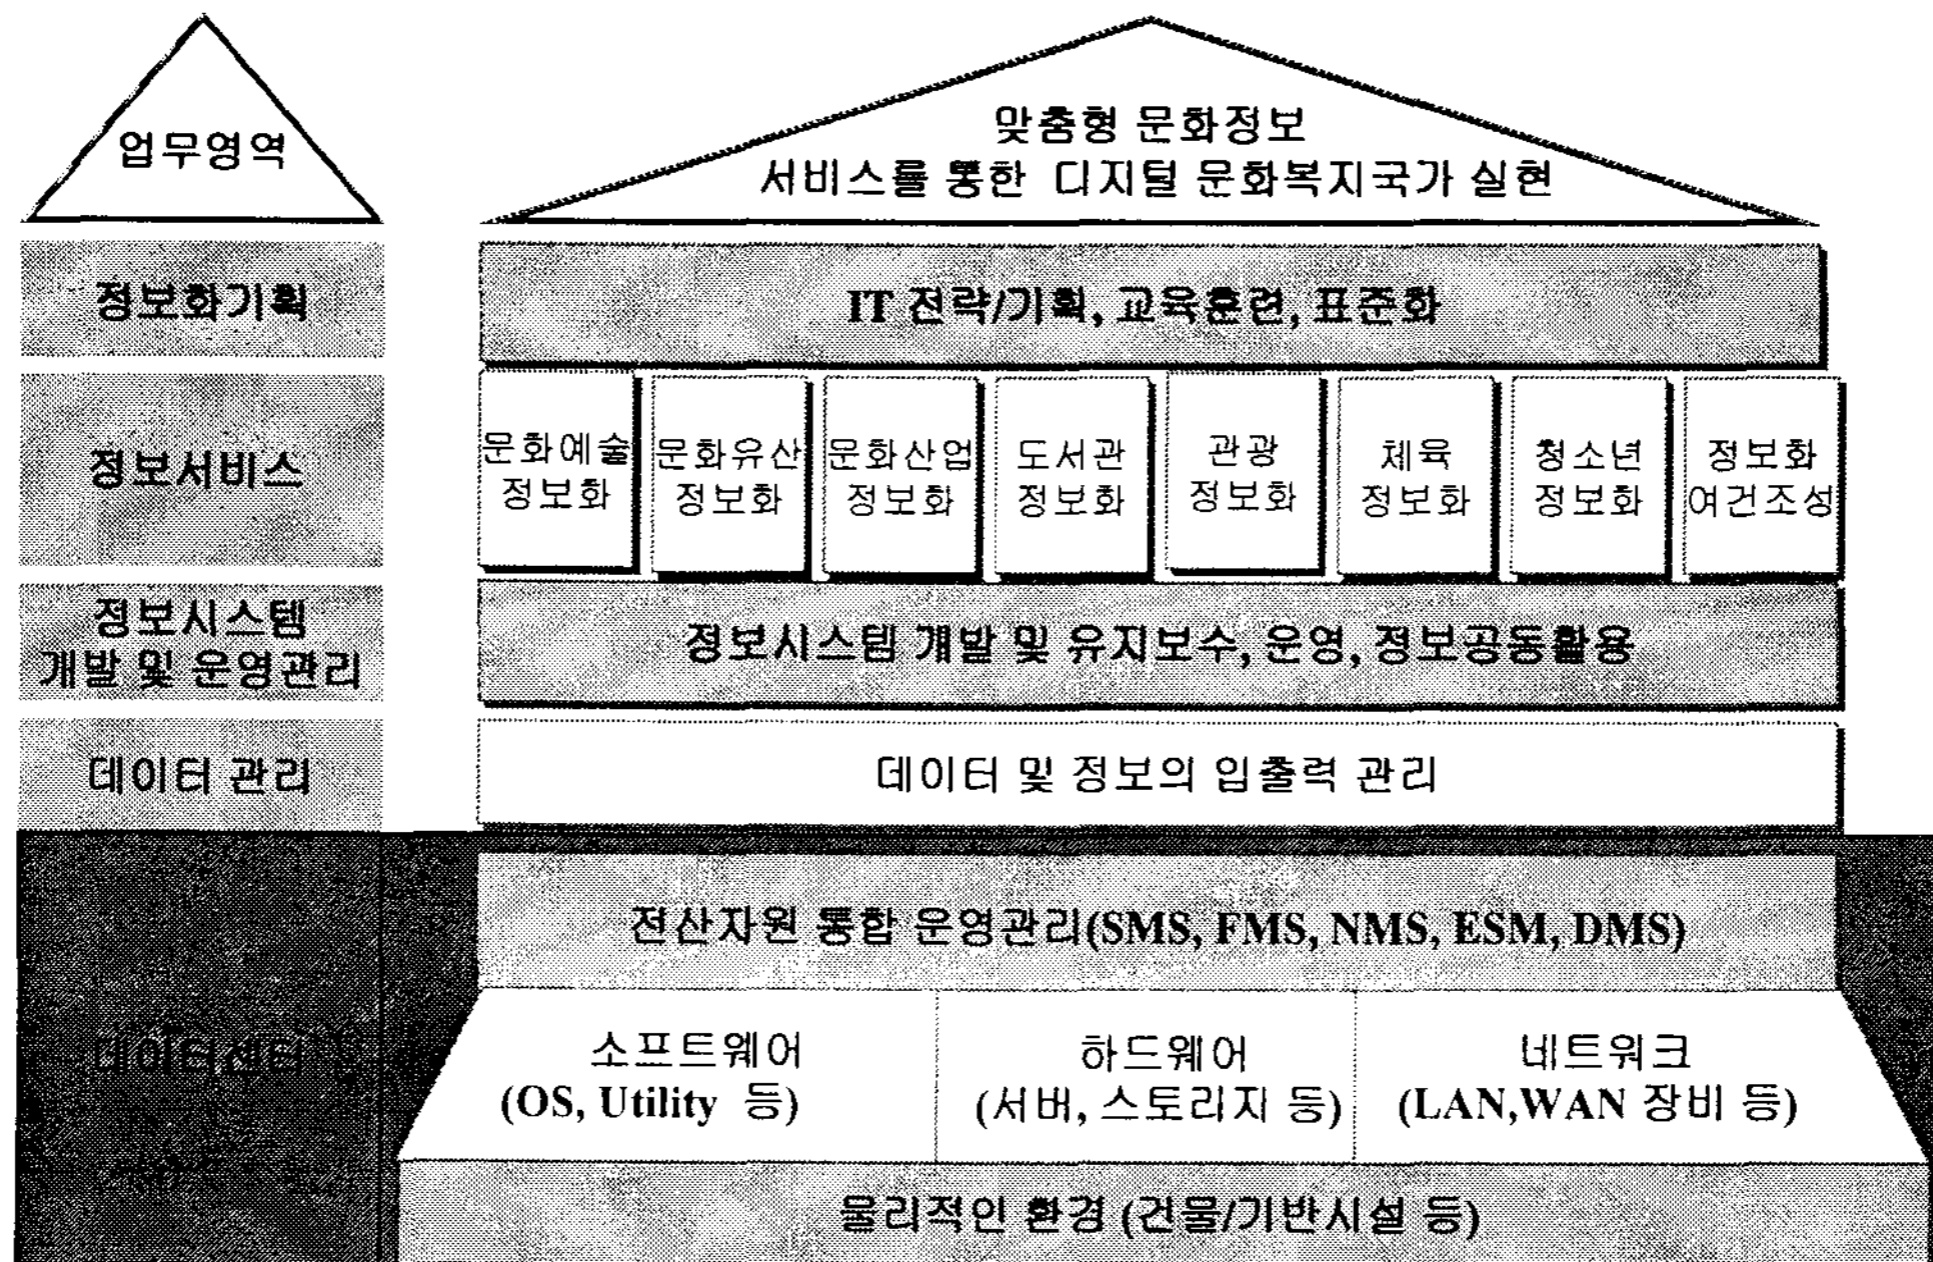 업무영역
맞춤형 문화정보
서비스를 통한 디지털 문화복지국가 실현
정보화기획
IT 전략/기획, 교육훈련, 표준화
정보서비스
문화예술
정보화
문화유산
정보화
문화산업
정보화
도서관
정보화
관광
정보화
체육
정보화
청소년
정보화
정보화
여건조성
정보시스템
개발 및 운영관리
정보시스템 개발 및 유지보수, 운영, 정보공동활용
데이터 관리
데이터 및 정보의 입출력 관리
데이터센터
전산자원 통합 운영관리(SMS, FMS, NMS, ESM, DMS)
소프트웨어
(OS, Utility 등)
하드웨어
(서버, 스토리지 등)
네트워크
(LAN,WAN 장비 등)
물리적인 환경 (건물/기반시설 등)